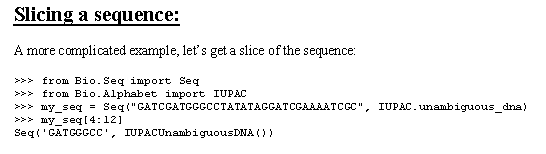 Slicing a sequence:
A more complicated example, let's get a slice of the sequence:
>>> from Bio.Seq import Seq
>>> from Bio.Alphabet import IUPAC
>>> my_seq = Seq("GATCGATGGGCCTATATAGGATCGAAAATCGC", IUPAC.unambiguous_dna)
>>> my_seq[4:12]
Seq('GATGGGCC', IUPACUnambiguousDNA())